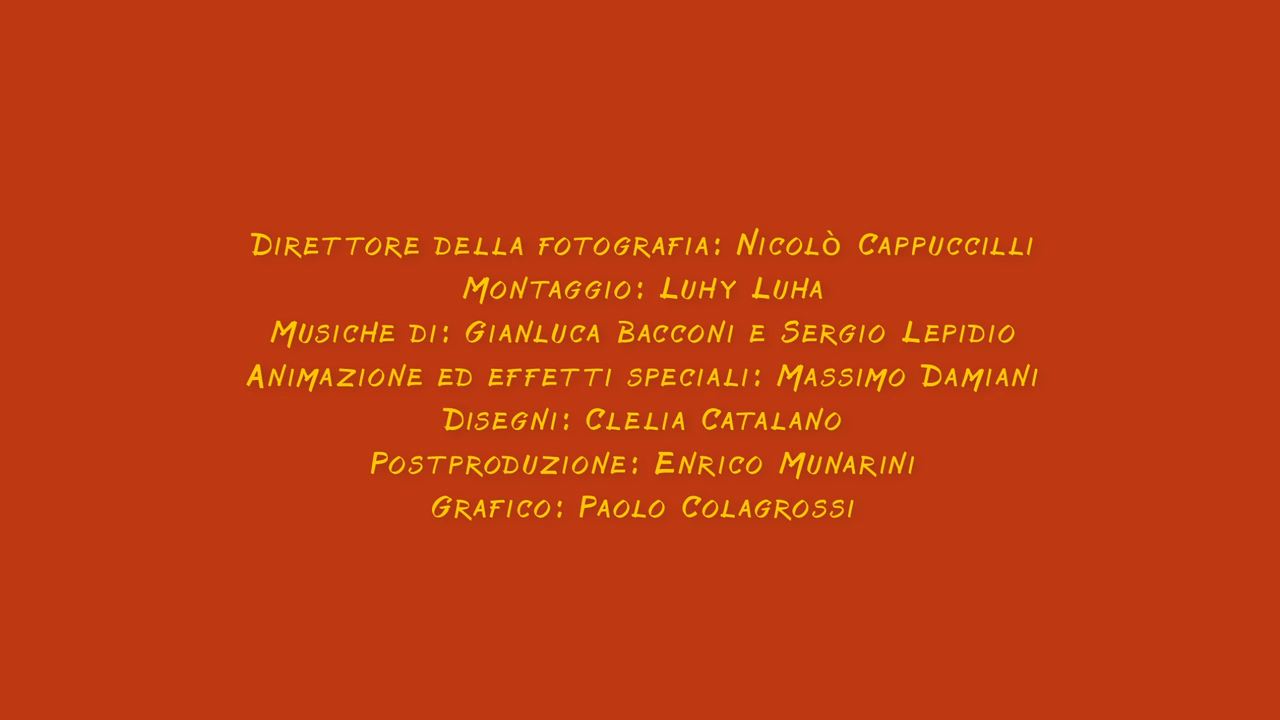 Direttore della fotografia: Nicolò Cappuccilli
Montaggio: Luhy Luha
Musiche di: Gianluca Bacconi e Sergio Lepidio
Animazione ed effetti speciali: Massimo Damiani
Disegni: Clelia Catalano
Postproduzione: Enrico Munarini
Grafico: Paolo Colagrossi